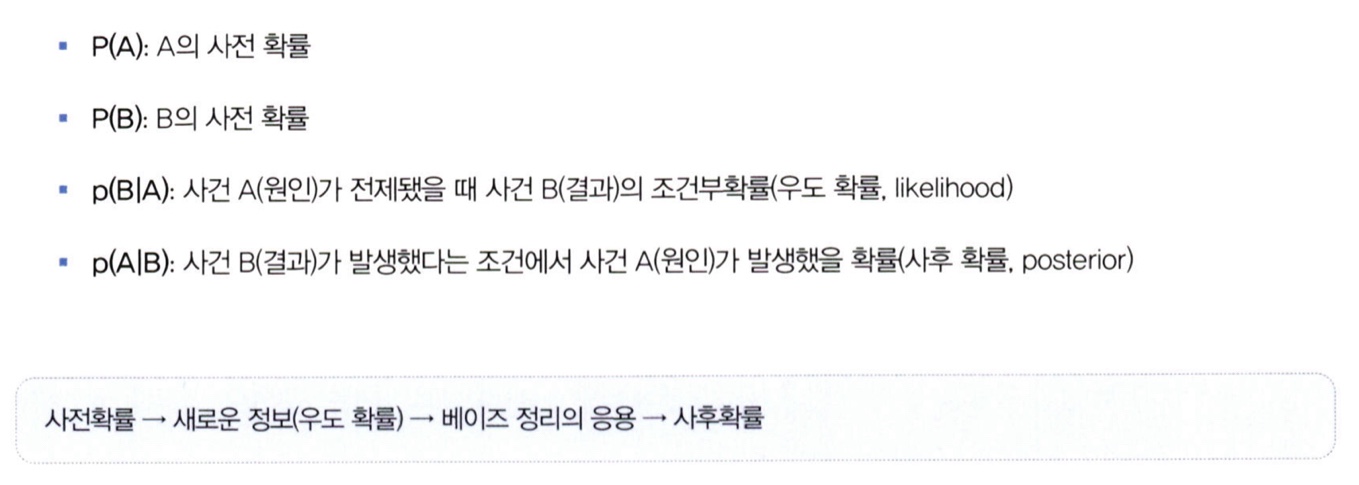 ▪ P(A): A의 사전 확률
▪ P(B): B의 사전 확률
▪ p(B|A): 사건 A(원인)가 전제됐을 때 사건 B(결과)의 조건부확률(우도 확률, likelihood)
▪ p(A|B): 사건 B(결과)가 발생했다는 조건에서 사건 A(원인)가 발생했을 확률(사후 확률, posterior)
사전확률 → 새로운 정보(우도 확률) → 베이즈 정리의 응용 → 사후확률